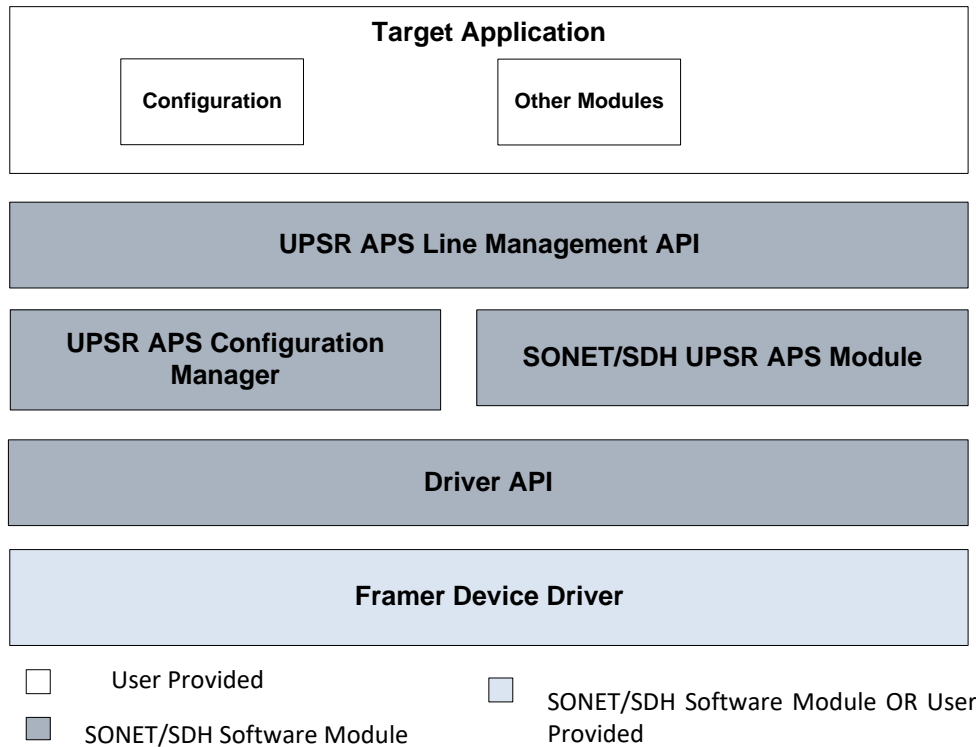 Target Application
Configuration
Other Modules
UPSR APS Line Management API
UPSR APS Configuration
Manager
SONET/SDH UPSR APS Module
Driver API
Framer Device Driver
User Provided
SONET/SDH Software Module
SONET/SDH Software Module OR User
Provided